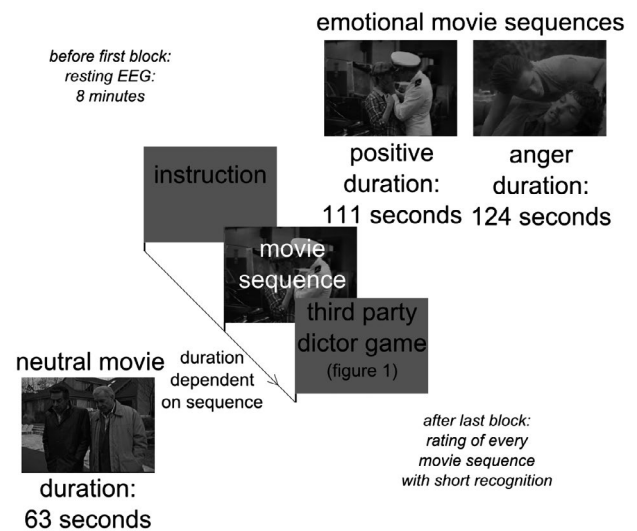 emotional movie sequences
before first block:
resting EEG:
8 minutes
positive
duration:
111 seconds
anger
duration:
124 seconds
instruction
movie
sequence
third party
dictor game
(figure 1)
duration
dependent
on sequence
neutral movie
duration:
63 seconds
after last block:
rating of every
movie sequence
with short recognition